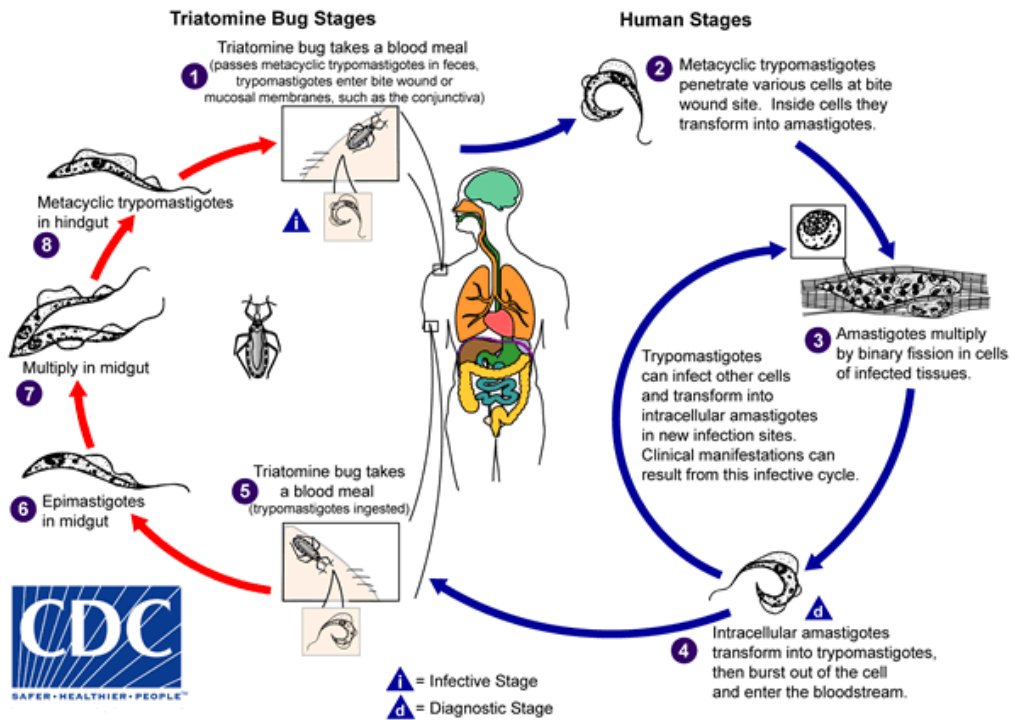 Triatomine Bug Stages
Human Stages
1
Triatomine bug takes a blood meal
(passes metacyclic trypomastigotes in feces,
trypomastigotes enter bite wound or
mucosal membranes, such as the conjunctiva)
i
2
Metacyclic trypomastigotes
penetrate various cells at bite
wound site. Inside cells they
transform into amastigotes.
3
Amastigotes multiply
by binary fission in cells
of infected tissues.
Trypomastigotes
can infect other cells
and transform into
intracellular amastigotes
in new infection sites.
Clinical manifestations can
result from this infective cycle.
d
4
Intracellular amastigotes
transform into trypomastigotes,
then burst out of the cell
and enter the bloodstream.
5
Triatomine bug takes
a blood meal
(trypomastigotes ingested)
6
Epimastigotes
in midgut
Multiply in midgut
7
Metacyclic trypomastigotes
in hindgut
8
CDC
SAFER•HEALTHIER•PEOPLE™
i = Infective Stage
d = Diagnostic Stage